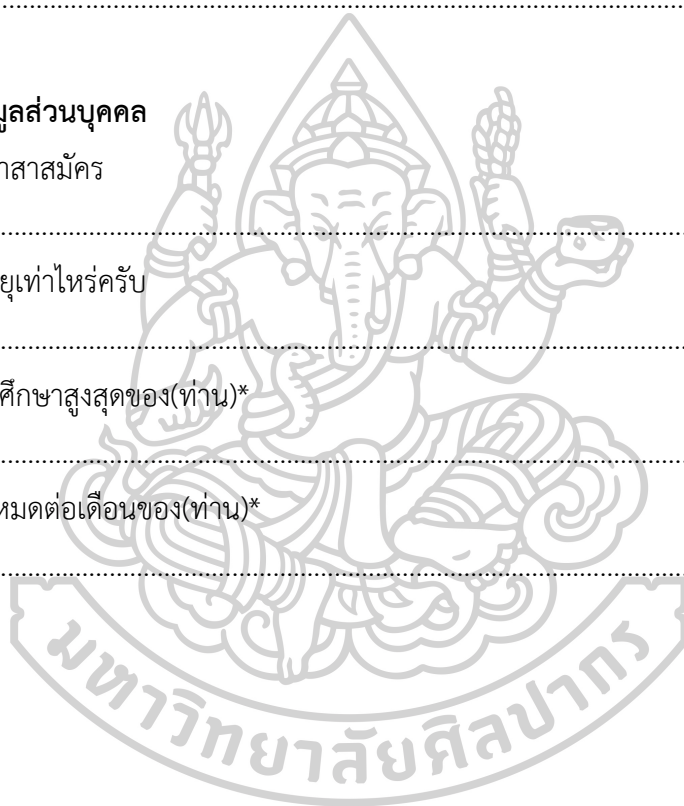 มูลส่วนบุคคล
าสาสมัคร
ยุเท่าไหร่ครับ
ศึกษาสูงสุดของ(ท่าน)*
หมดต่อเดือนของ(ท่าน)*
มหาวิทยาลัยศิลปากร